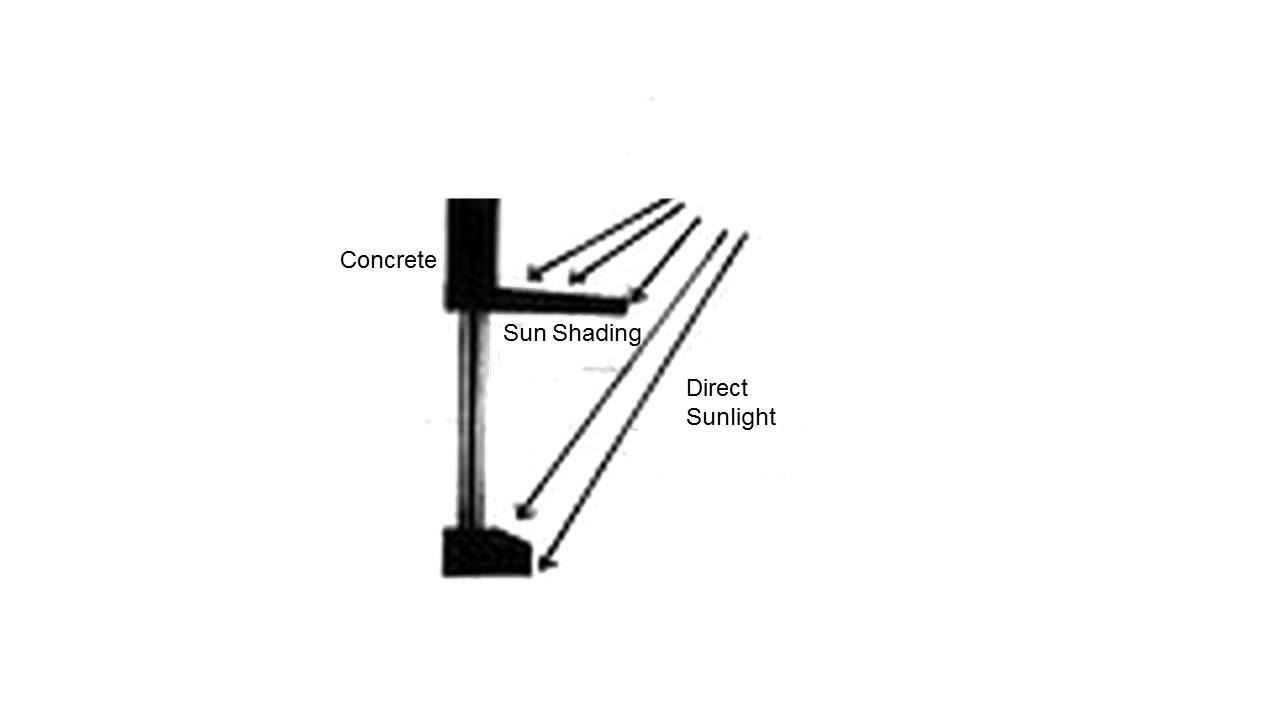 Concrete
Sun Shading
Direct
Sunlight